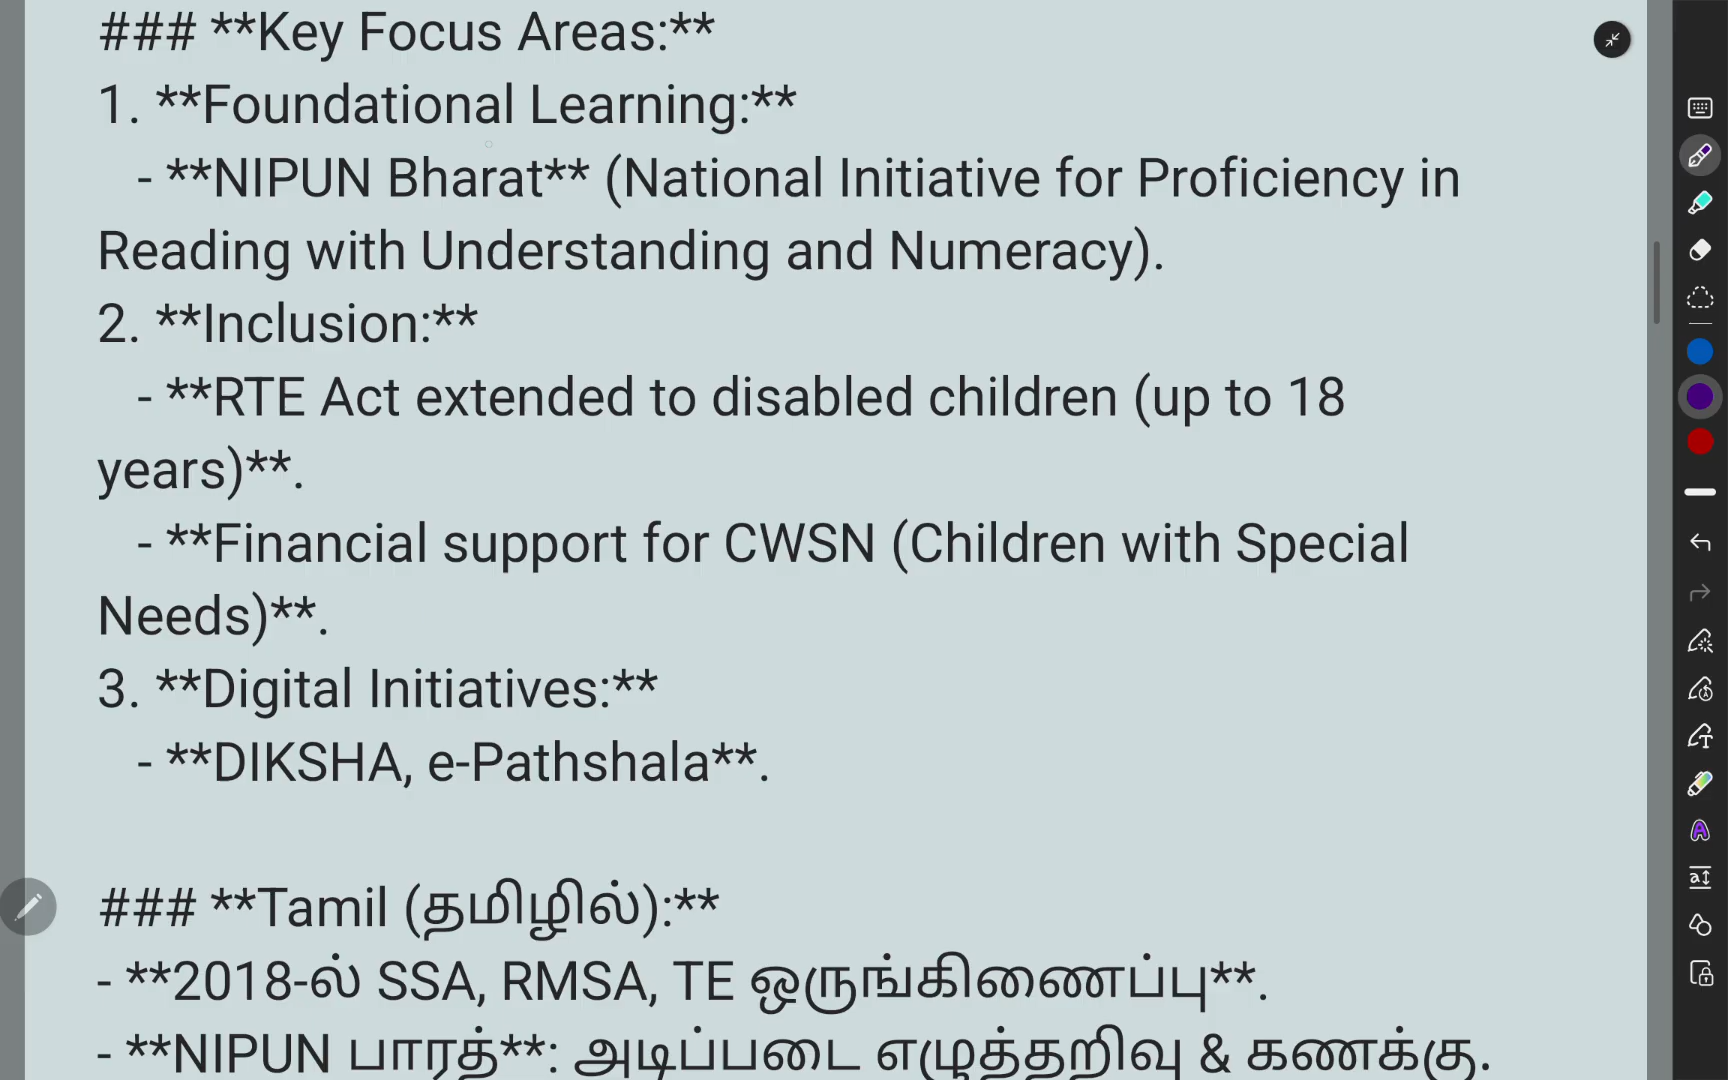 ### **Key Focus Areas:**
1. **Foundational Learning:**
- **NIPUN Bharat** (National Initiative for Proficiency in
Reading with Understanding and Numeracy).
2. **Inclusion:**
- **RTE Act extended to disabled children (up to 18
years)**.
- **Financial support for CWSN (Children with Special
Needs)**.
3. **Digital Initiatives:**
- **DIKSHA, e-Pathshala**.
### **Tamil (தமிழில்):**
- **2018-ல் SSA, RMSA, TE ஒருங்கிணைப்பு**.
- **NIPUN பாரத்**: அடிப்படை எழுத்தறிவு & கணக்கு.